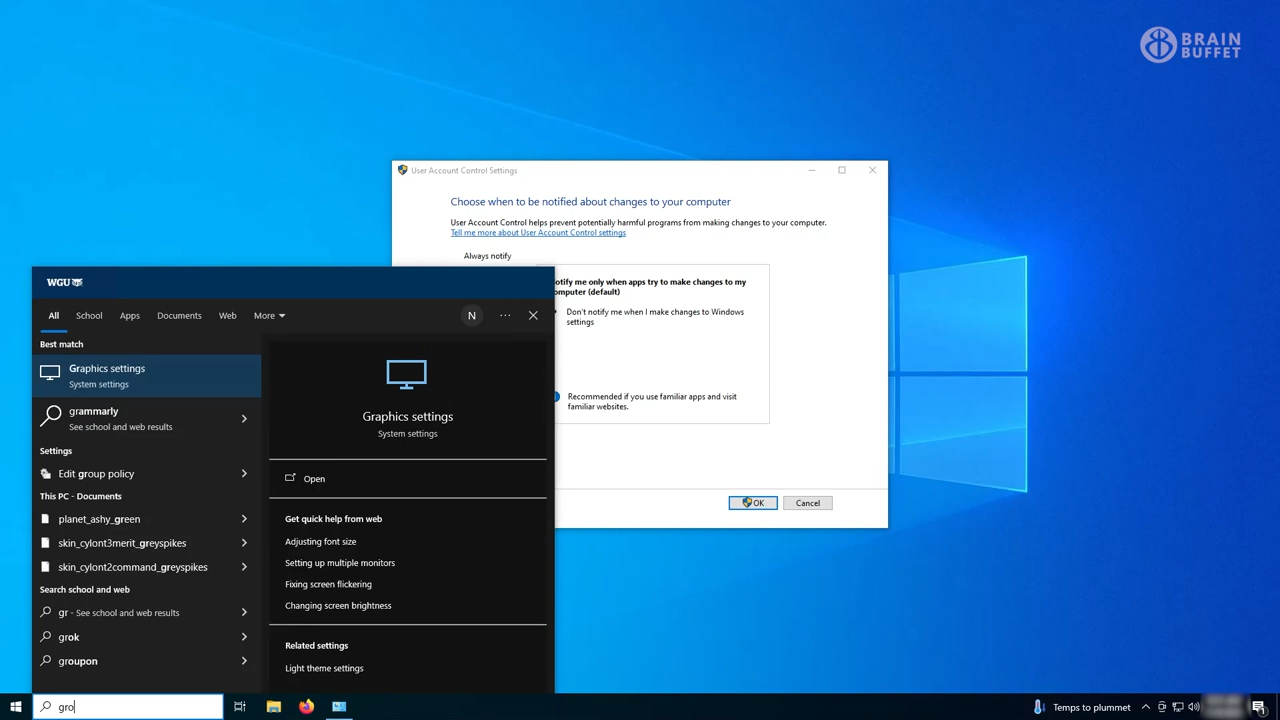 BRAIN
BUFFET
User Account Control Settings
Choose when to be notified about changes to your computer
User Account Control helps prevent potentially harmful programs from making changes to your computer.
Tell me more about User Account Control settings
Always notify
otify me only when apps try to make changes to my
omputer (default)
Don't notify me when I make changes to Windows
settings
Recommended if you use familiar apps and visit
familiar websites.
OK
Cancel
WGU
All
School
Apps
Documents
Web
More
N
Best match
Graphics settings
System settings
grammarly
See school and web results
Settings
Edit group policy
This PC - Documents
planet_ashy_green
skin_cylont3merit_greyspikes
skin_cylont2command_greyspikes
Search school and web
gr - See school and web results
grok
groupon
Graphics settings
System settings
Open
Get quick help from web
Adjusting font size
Setting up multiple monitors
Fixing screen flickering
Changing screen brightness
Related settings
Light theme settings
gro
Temps to plummet
1